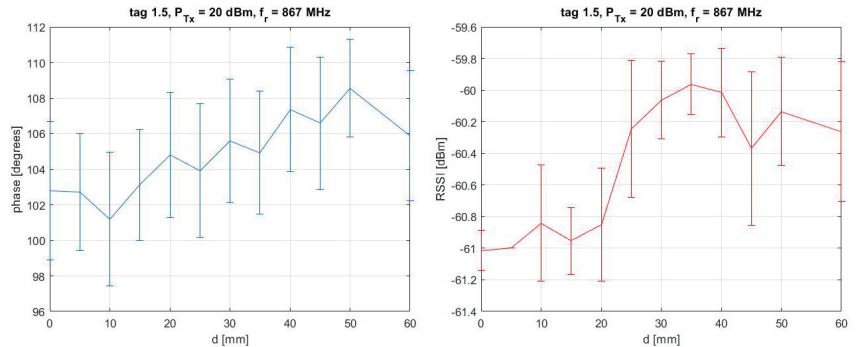 tag 1.5, P_Tx = 20 dBm, f_r = 867 MHz
112
110
108
106
104
102
100
98
96
phase [degrees]
0 10 20 30 40 50 60
d [mm]
tag 1.5, P_Tx = 20 dBm, f_r = 867 MHz
-59.6
-59.8
-60
-60.2
-60.4
-60.6
-60.8
-61
-61.2
-61.4
RSSI [dBm]
0 10 20 30 40 50 60
d [mm]